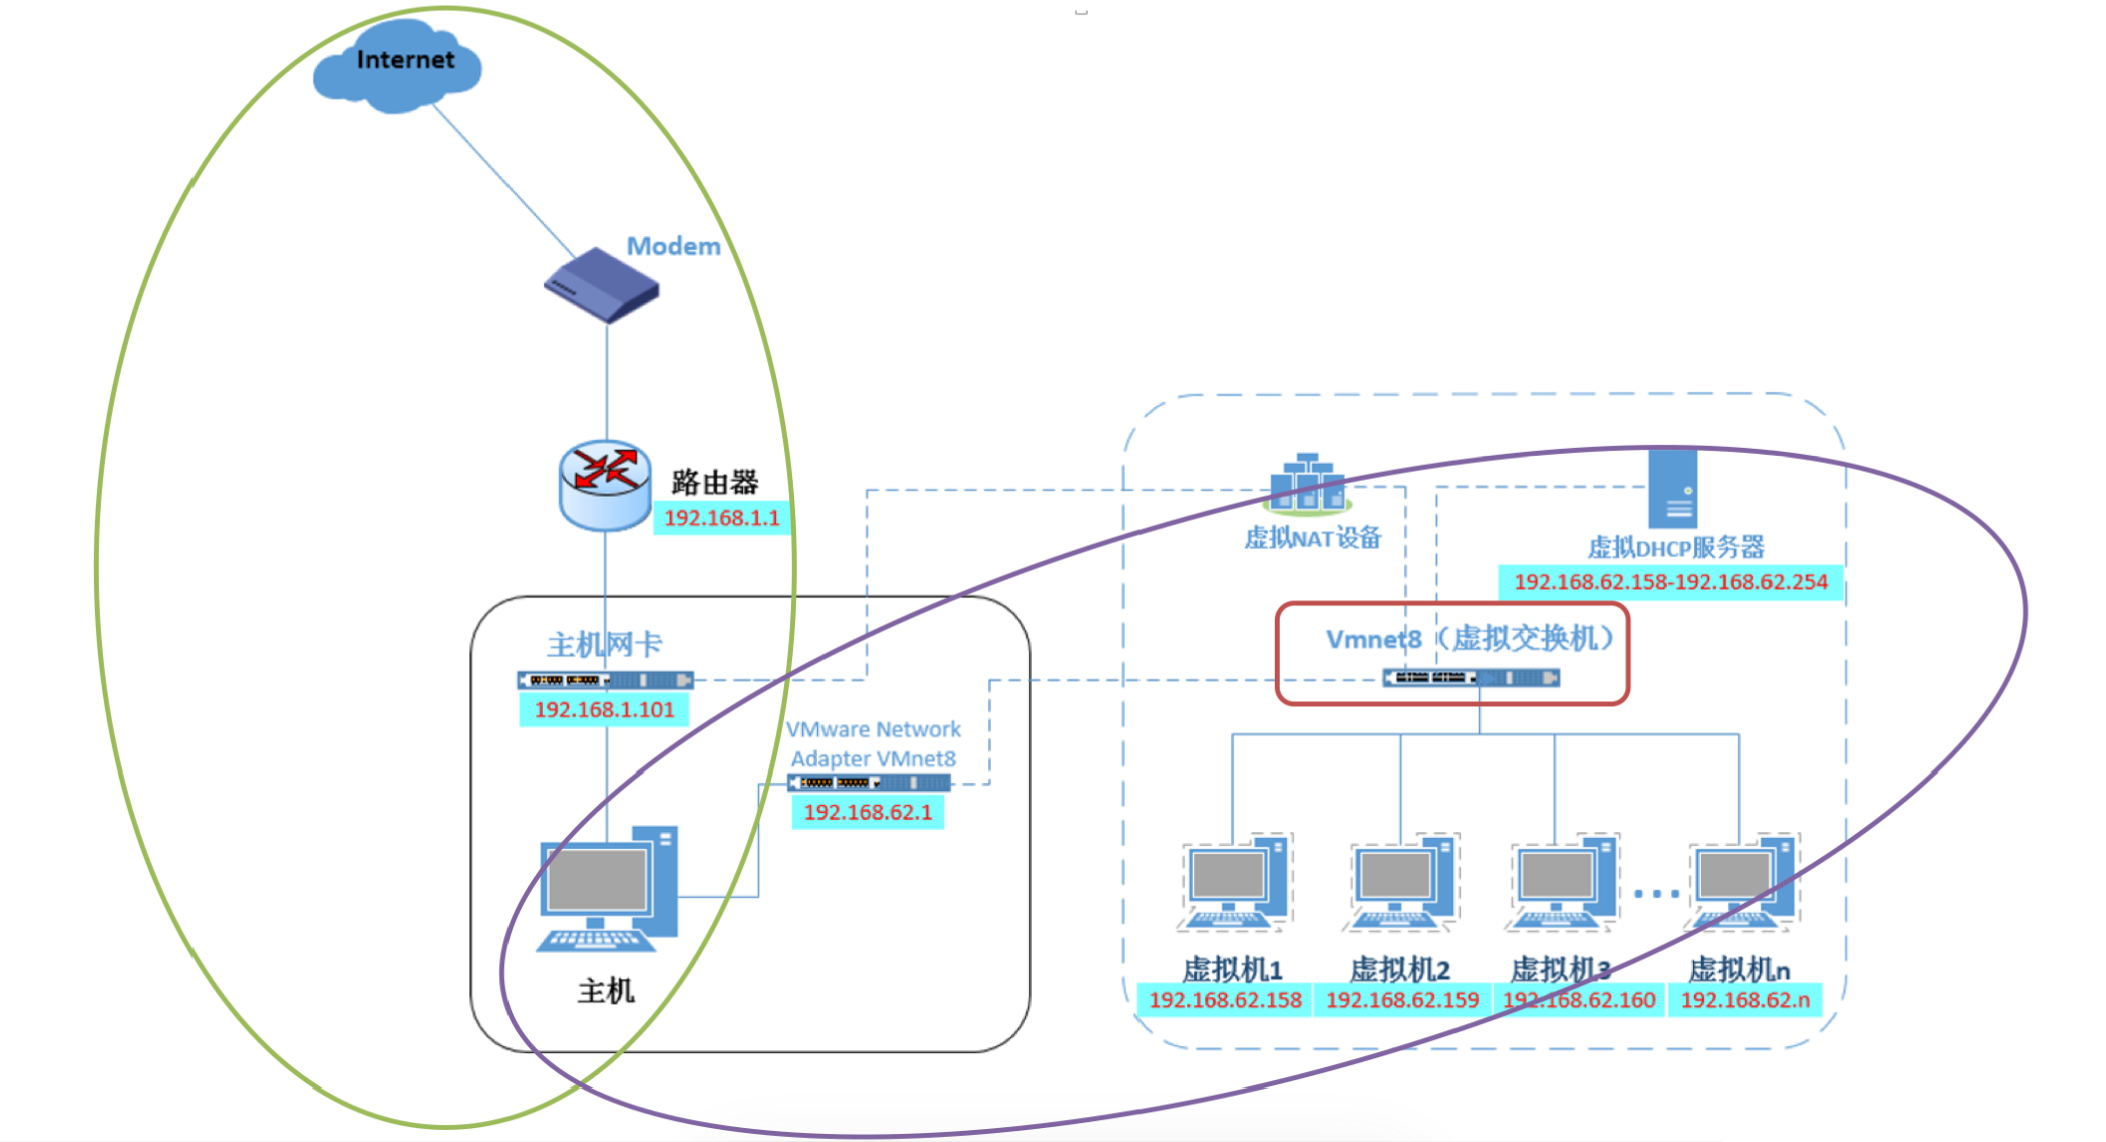 Internet
Modem
路由器
192.168.1.1
虚拟NAT设备
虚拟DHCP服务器
192.168.62.158-192.168.62.254
主机网卡
192.168.1.101
Vmnet8（虚拟交换机）
VMware Network
Adapter VMnet8
192.168.62.1
主机
虚拟机1
虚拟机2
虚拟机3
...
虚拟机n
192.168.62.158
192.168.62.159
192.168.62.160
192.168.62.n